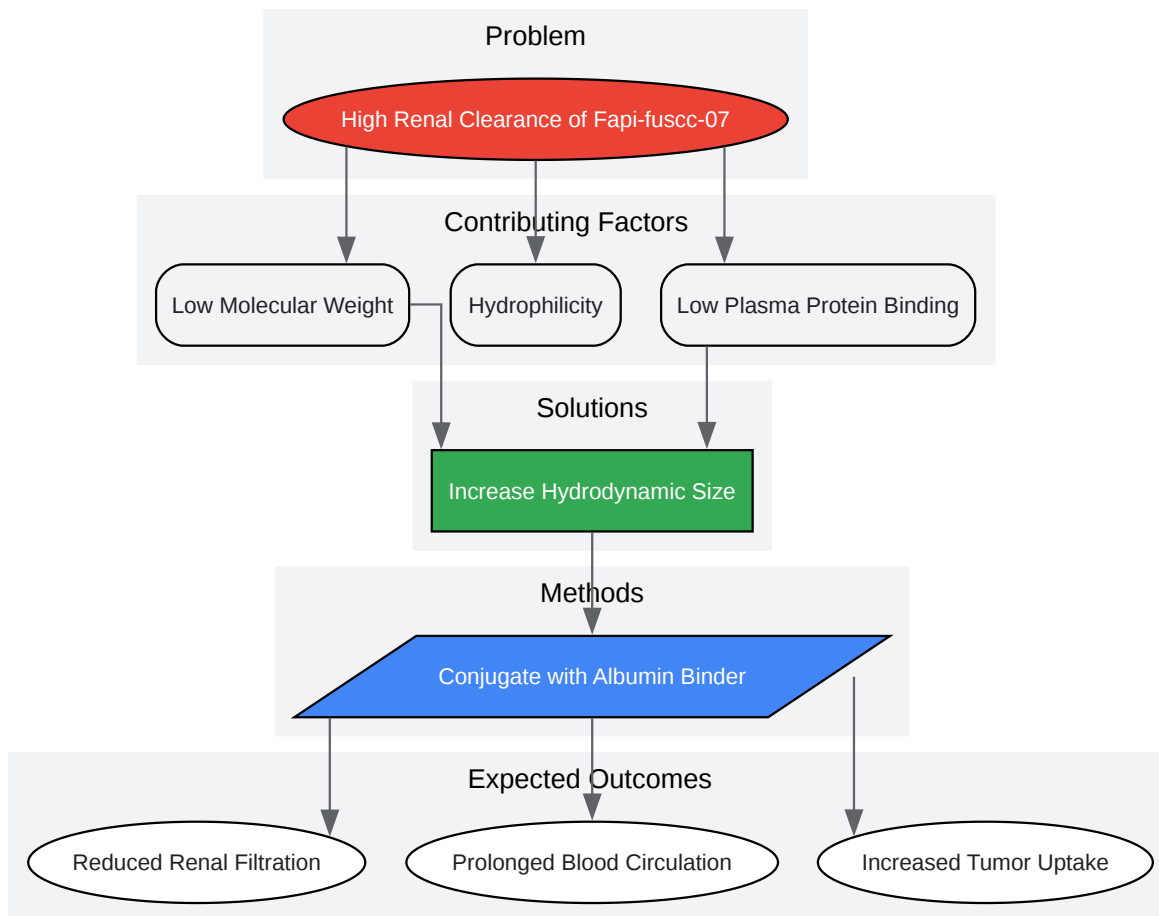 Problem
High Renal Clearance of Fapi-fuscc-07
Contributing Factors
Low Molecular Weight
Hydrophilicity
Low Plasma Protein Binding
Solutions
Increase Hydrodynamic Size
Methods
Conjugate with Albumin Binder
Expected Outcomes
Reduced Renal Filtration
Prolonged Blood Circulation
Increased Tumor Uptake